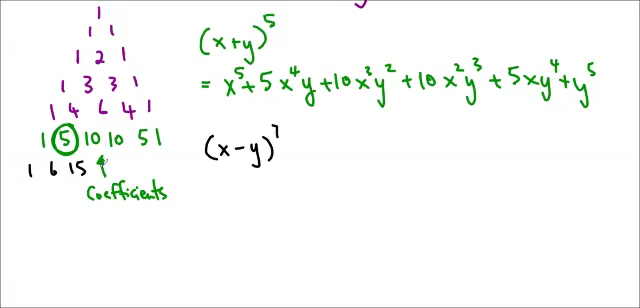 1
1 1
1 2 1
1 3 3 1
1 4 6 4 1
1 5 10 10 5 1
1 6 15
Coefficients
(x+y)^5
= x^5 + 5x^4y + 10x^3y^2 + 10x^2y^3 + 5xy^4 + y^5
(x-y)^7